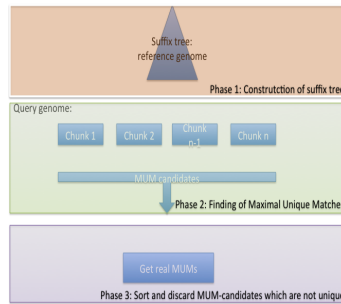 Suffix tree:
reference genome
Phase 1: Construtction of suffix tree
Query genome:
Chunk 1
Chunk 2
Chunk
n-1
Chunk n
MUM candidates
Phase 2: Finding of Maximal Unique Matche
Get real MUMs
Phase 3: Sort and discard MUM-candidates which are not unique